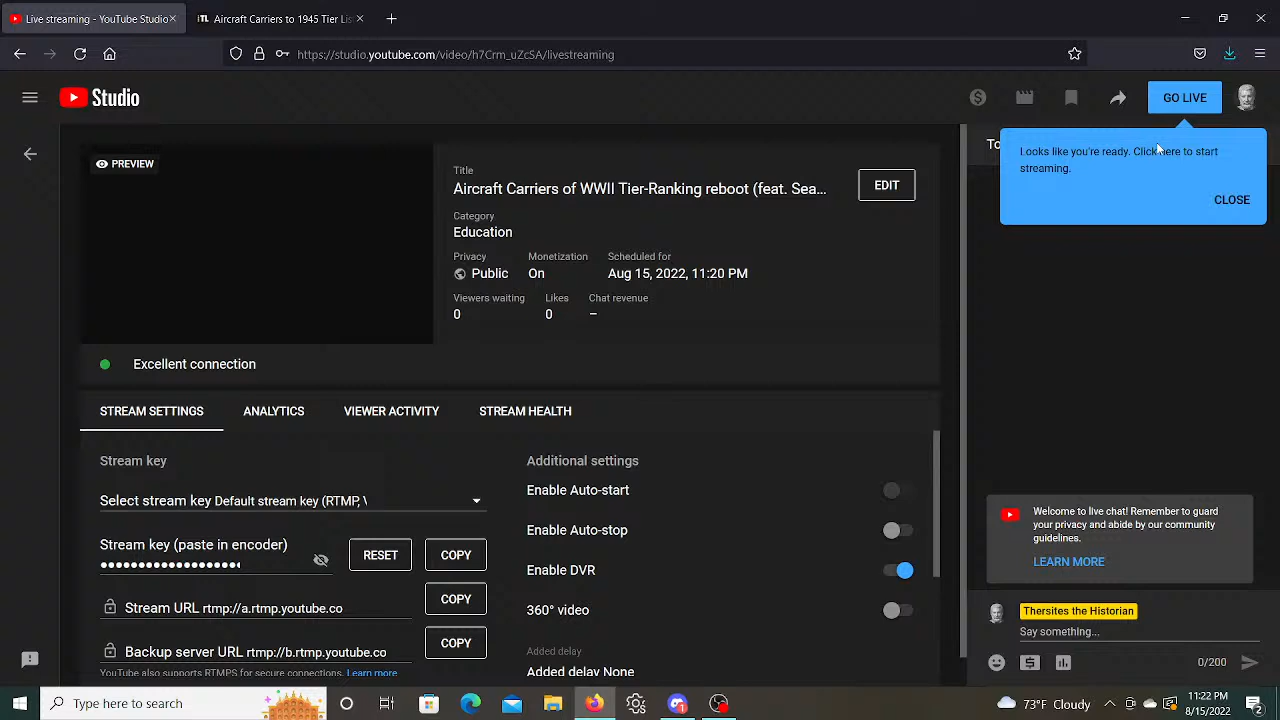 Live streaming - YouTube Studio
TL Aircraft Carriers to 1945 Tier Lis
https://studio.youtube.com/video/h7Crm_uZcSA/livestreaming
Studio
GO LIVE
PREVIEW
Title
Aircraft Carriers of WWII Tier-Ranking reboot (feat. Sea...
EDIT
Category
Education
Privacy Monetization Scheduled for
Public On Aug 15, 2022, 11:20 PM
Viewers waiting Likes Chat revenue
0 0 –
To
Looks like you're ready. Click here to start
streaming.
CLOSE
Excellent connection
STREAM SETTINGS ANALYTICS VIEWER ACTIVITY STREAM HEALTH
Stream key
Select stream key Default stream key (RTMP, \
Stream key (paste in encoder)
RESET COPY
Stream URL rtmp://a.rtmp.youtube.co
COPY
Backup server URL rtmp://b.rtmp.youtube.co
COPY
YouTube also supports RTMPS for secure connections. Learn more
Additional settings
Enable Auto-start
Enable Auto-stop
Enable DVR
360° video
Added delay
Added delay None
Welcome to live chat! Remember to guard
your privacy and abide by our community
guidelines.
LEARN MORE
Thersites the Historian
Say something...
0/200
Type here to search
73°F Cloudy
11:22 PM
8/15/2022
2